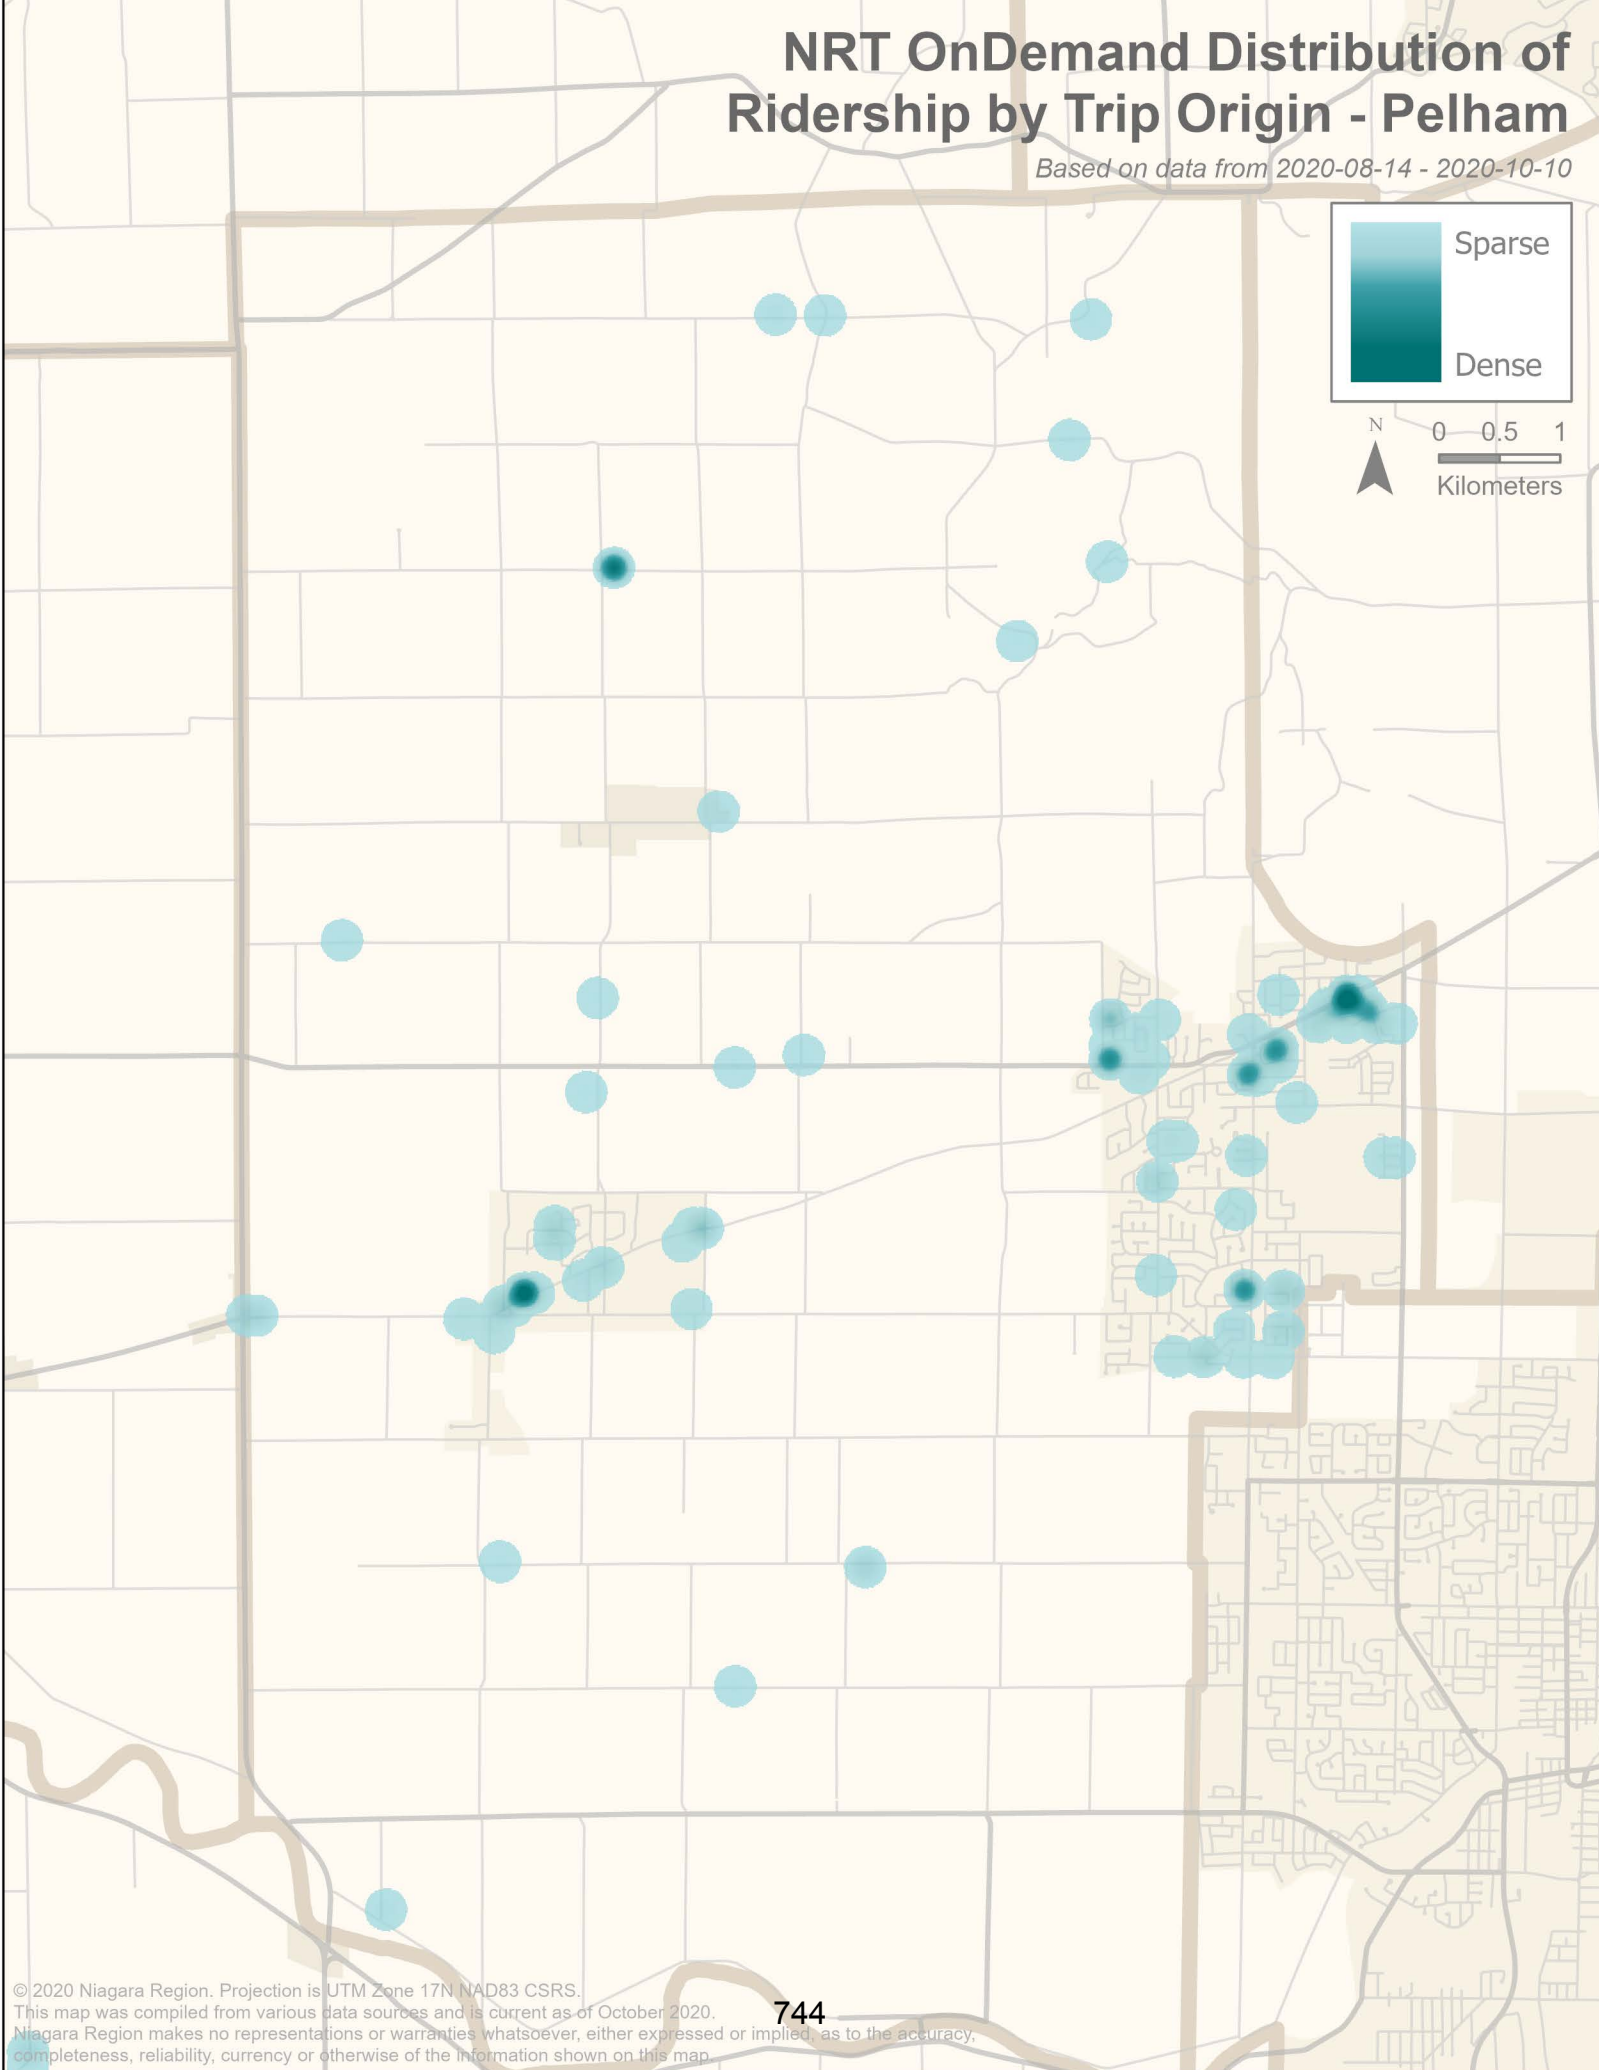 NRT OnDemand Distribution of
Ridership by Trip Origin - Pelham
Based on data from 2020-08-14 - 2020-10-10
Sparse
Dense
N
0 0.5 1
Kilometers
© 2020 Niagara Region. Projection is UTM Zone 17N NAD83 CSRS.
This map was compiled from various data sources and is current as of October 2020.
Niagara Region makes no representations or warranties whatsoever, either expressed or implied, as to the accuracy,
completeness, reliability, currency or otherwise of the information shown on this map.
744